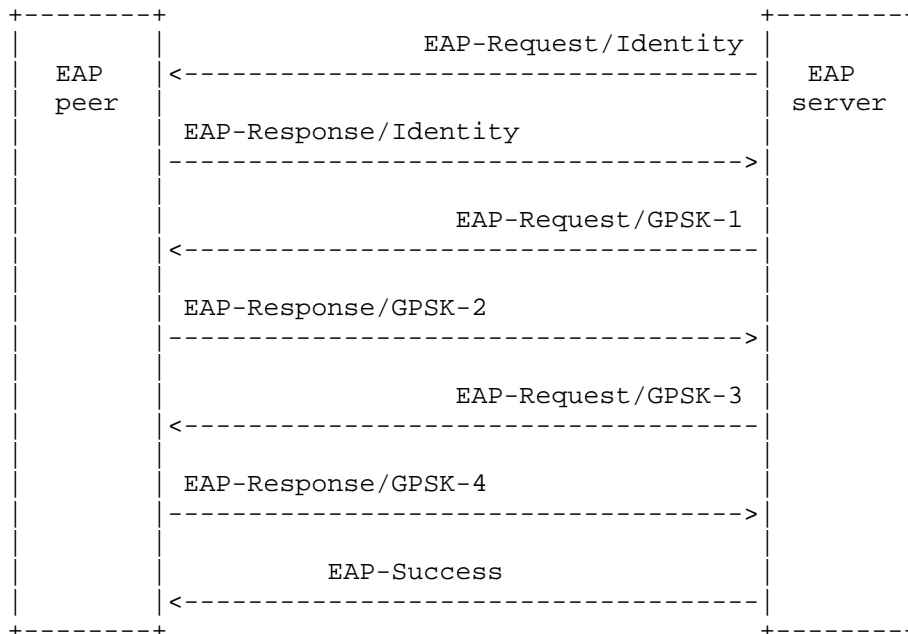 EAP-Request/Identity
EAP EAP
peer server
EAP-Response/Identity
EAP-Request/GPSK-1
EAP-Response/GPSK-2
EAP-Request/GPSK-3
EAP-Response/GPSK-4
EAP-Success